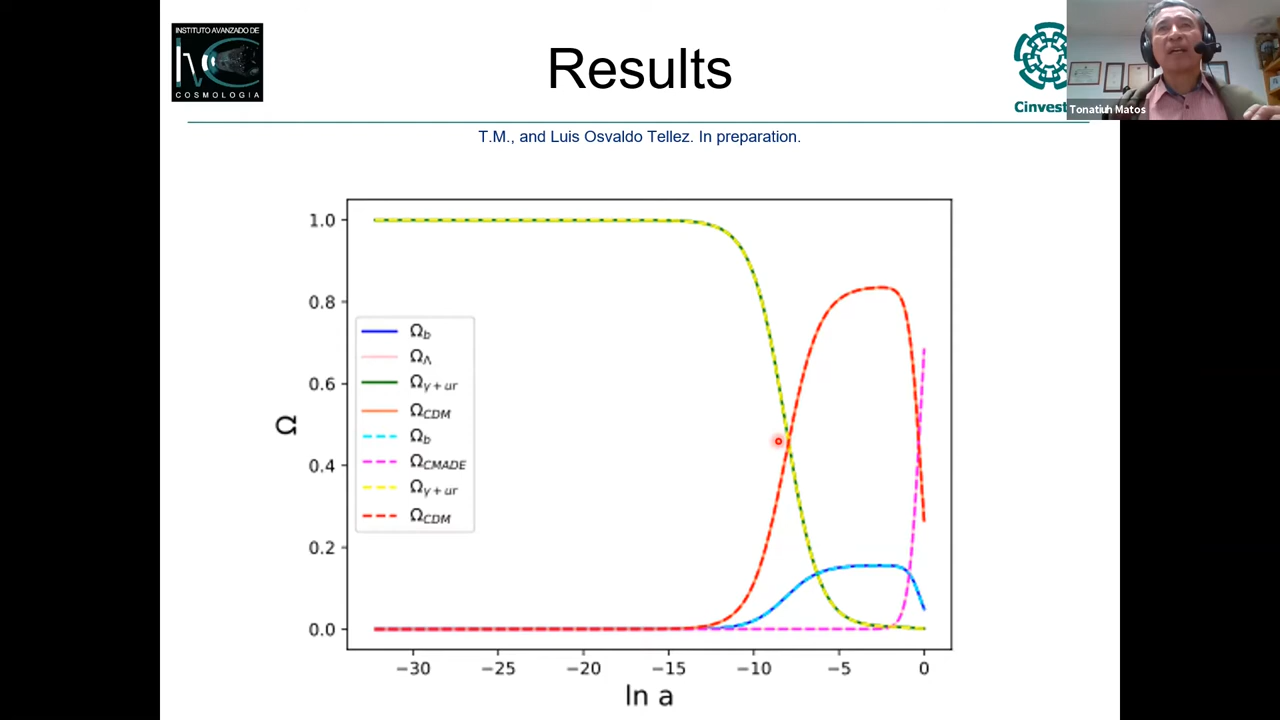 INSTITUTO AVANZADO DE
IAC
COSMOLOGIA
Results
Cinvest
Tonatiuh Matos
T.M., and Luis Osvaldo Tellez. In preparation.
1.0
0.8
0.6
0.4
0.2
0.0
Ω
Ω_b
Ω_Λ
Ω_γ+ur
Ω_CDM
Ω_b
Ω_CMADE
Ω_γ+ur
Ω_CDM
−30 −25 −20 −15 −10 −5 0
ln a